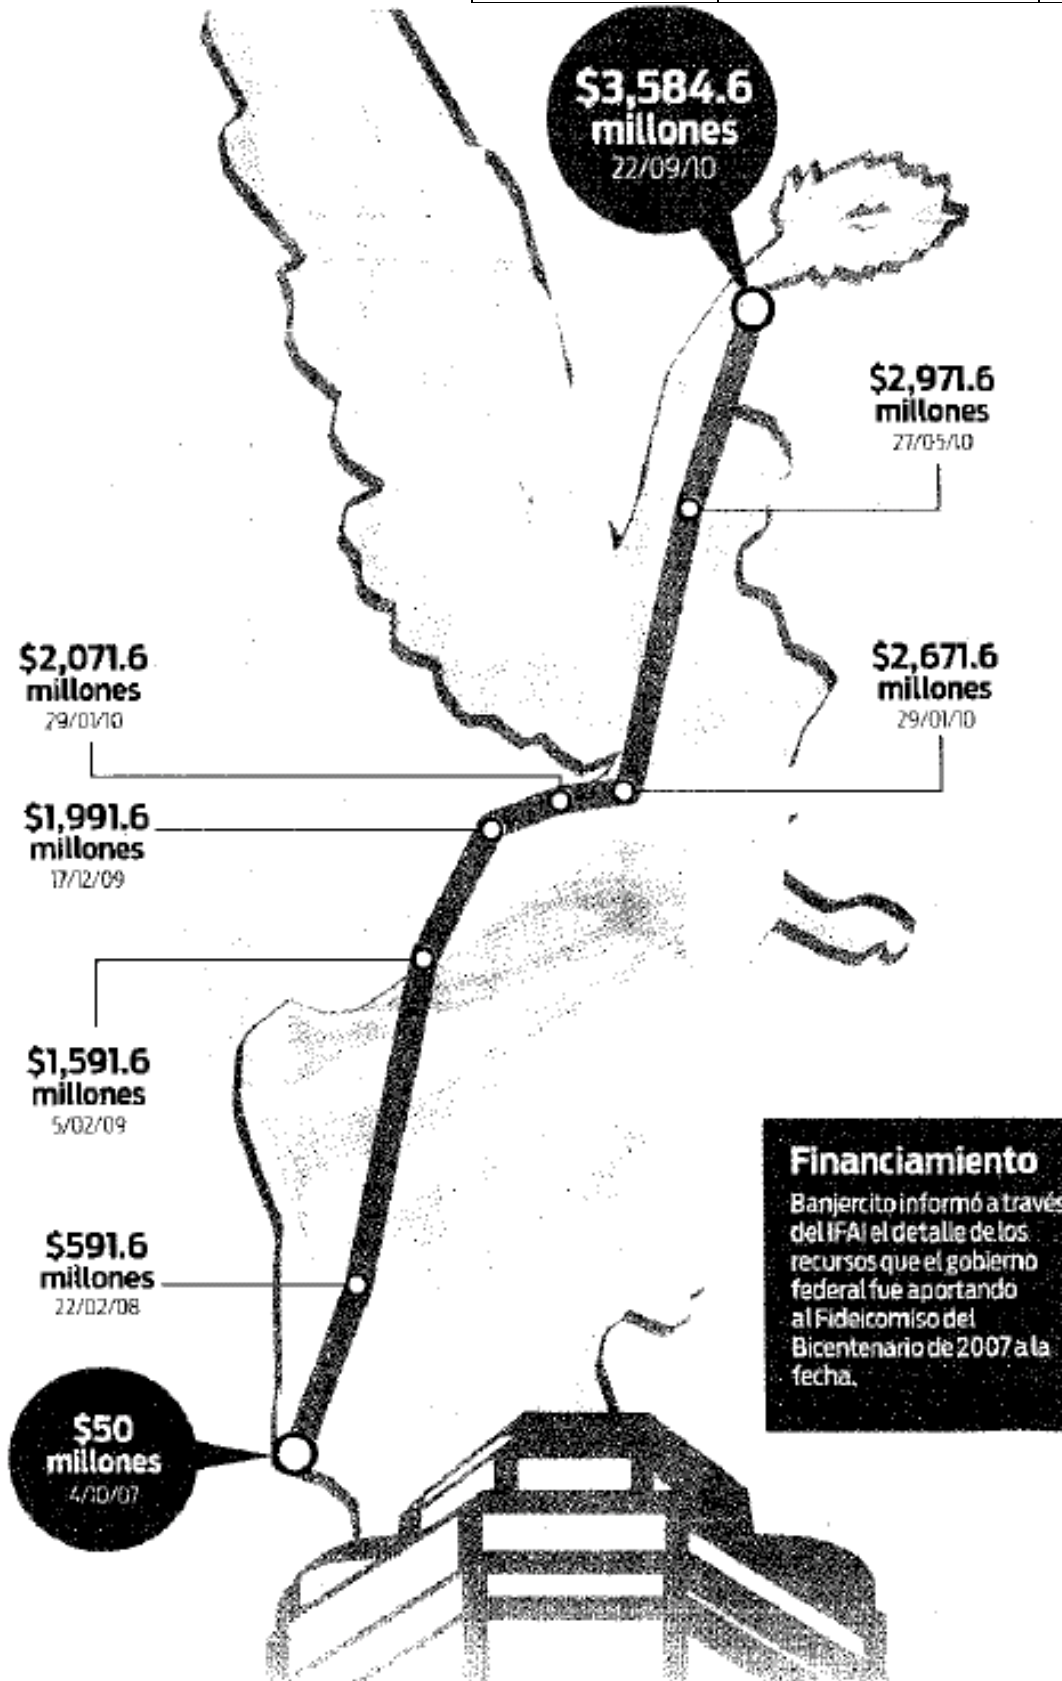 $3,584.6
millones
22/09/10
$2,971.6
millones
27/05/10
$2,071.6
millones
29/01/10
$2,671.6
millones
29/01/10
$1,991.6
millones
17/12/09
$1,591.6
millones
5/02/09
$591.6
millones
22/02/08
$50
millones
4/10/07
Financiamiento
Banjercito informó a través
del IFAI el detalle de los
recursos que el gobierno
federal fue aportando
al Fideicomiso del
Bicentenario de 2007 a la
fecha.